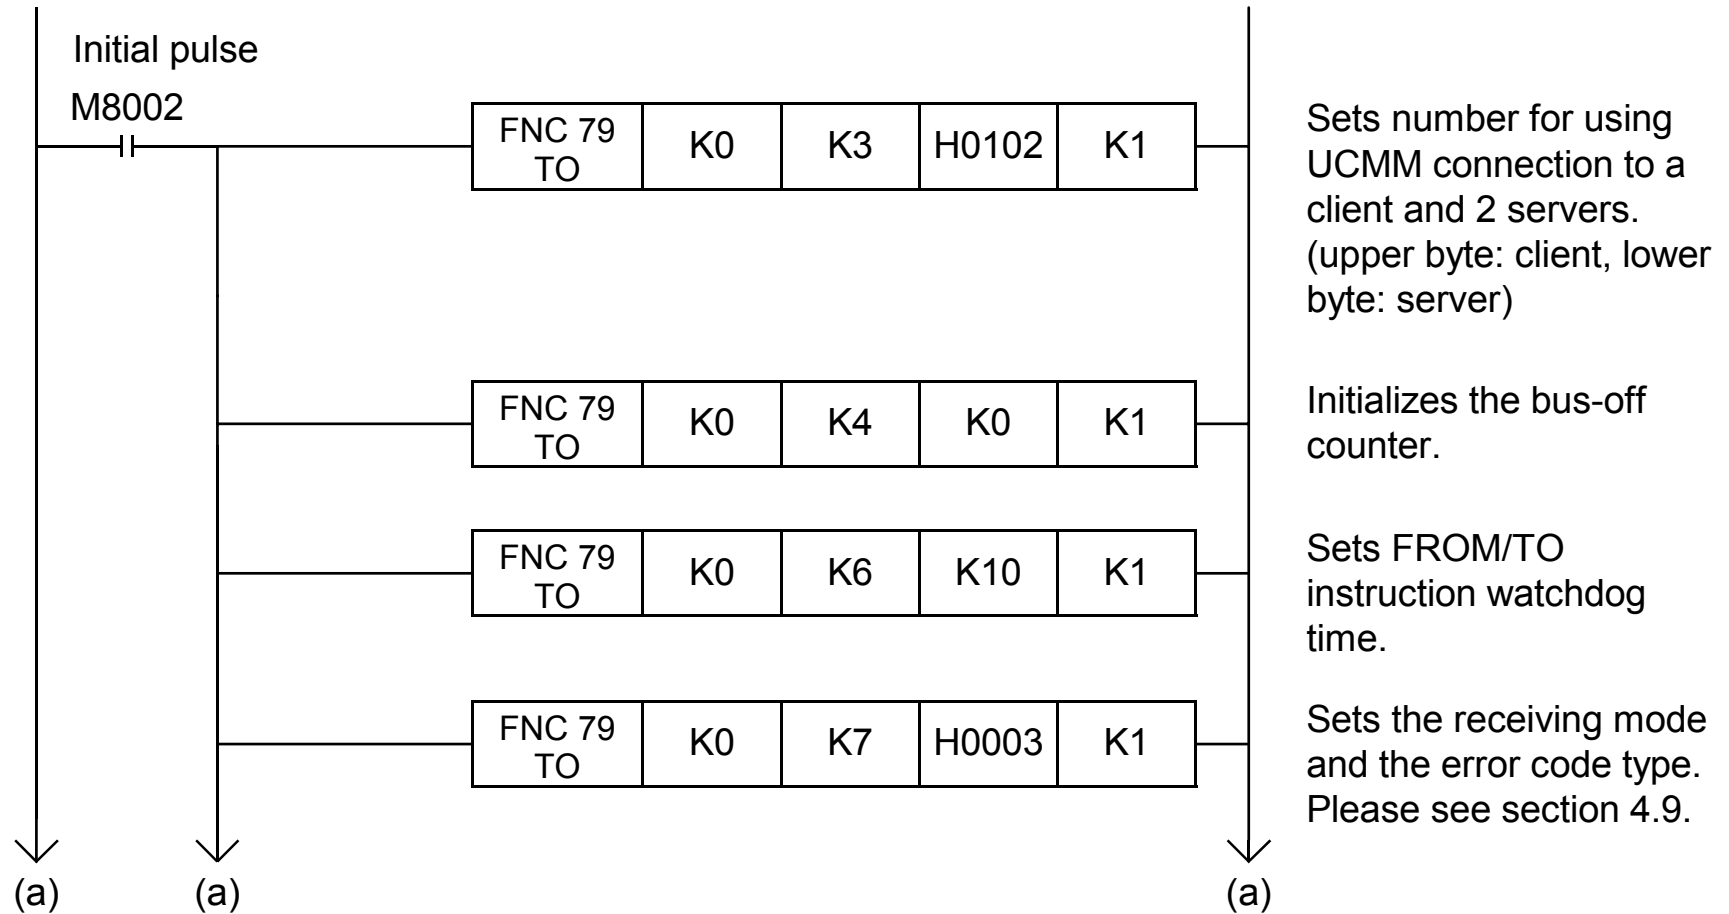 Initial pulse
M8002
FNC 79
TO
K0
K3
H0102
K1
Sets number for using
UCMM connection to a
client and 2 servers.
(upper byte: client, lower
byte: server)
FNC 79
TO
K0
K4
K0
K1
Initializes the bus-off
counter.
FNC 79
TO
K0
K6
K10
K1
Sets FROM/TO
instruction watchdog
time.
FNC 79
TO
K0
K7
H0003
K1
Sets the receiving mode
and the error code type.
Please see section 4.9.
(a)
(a)
(a)